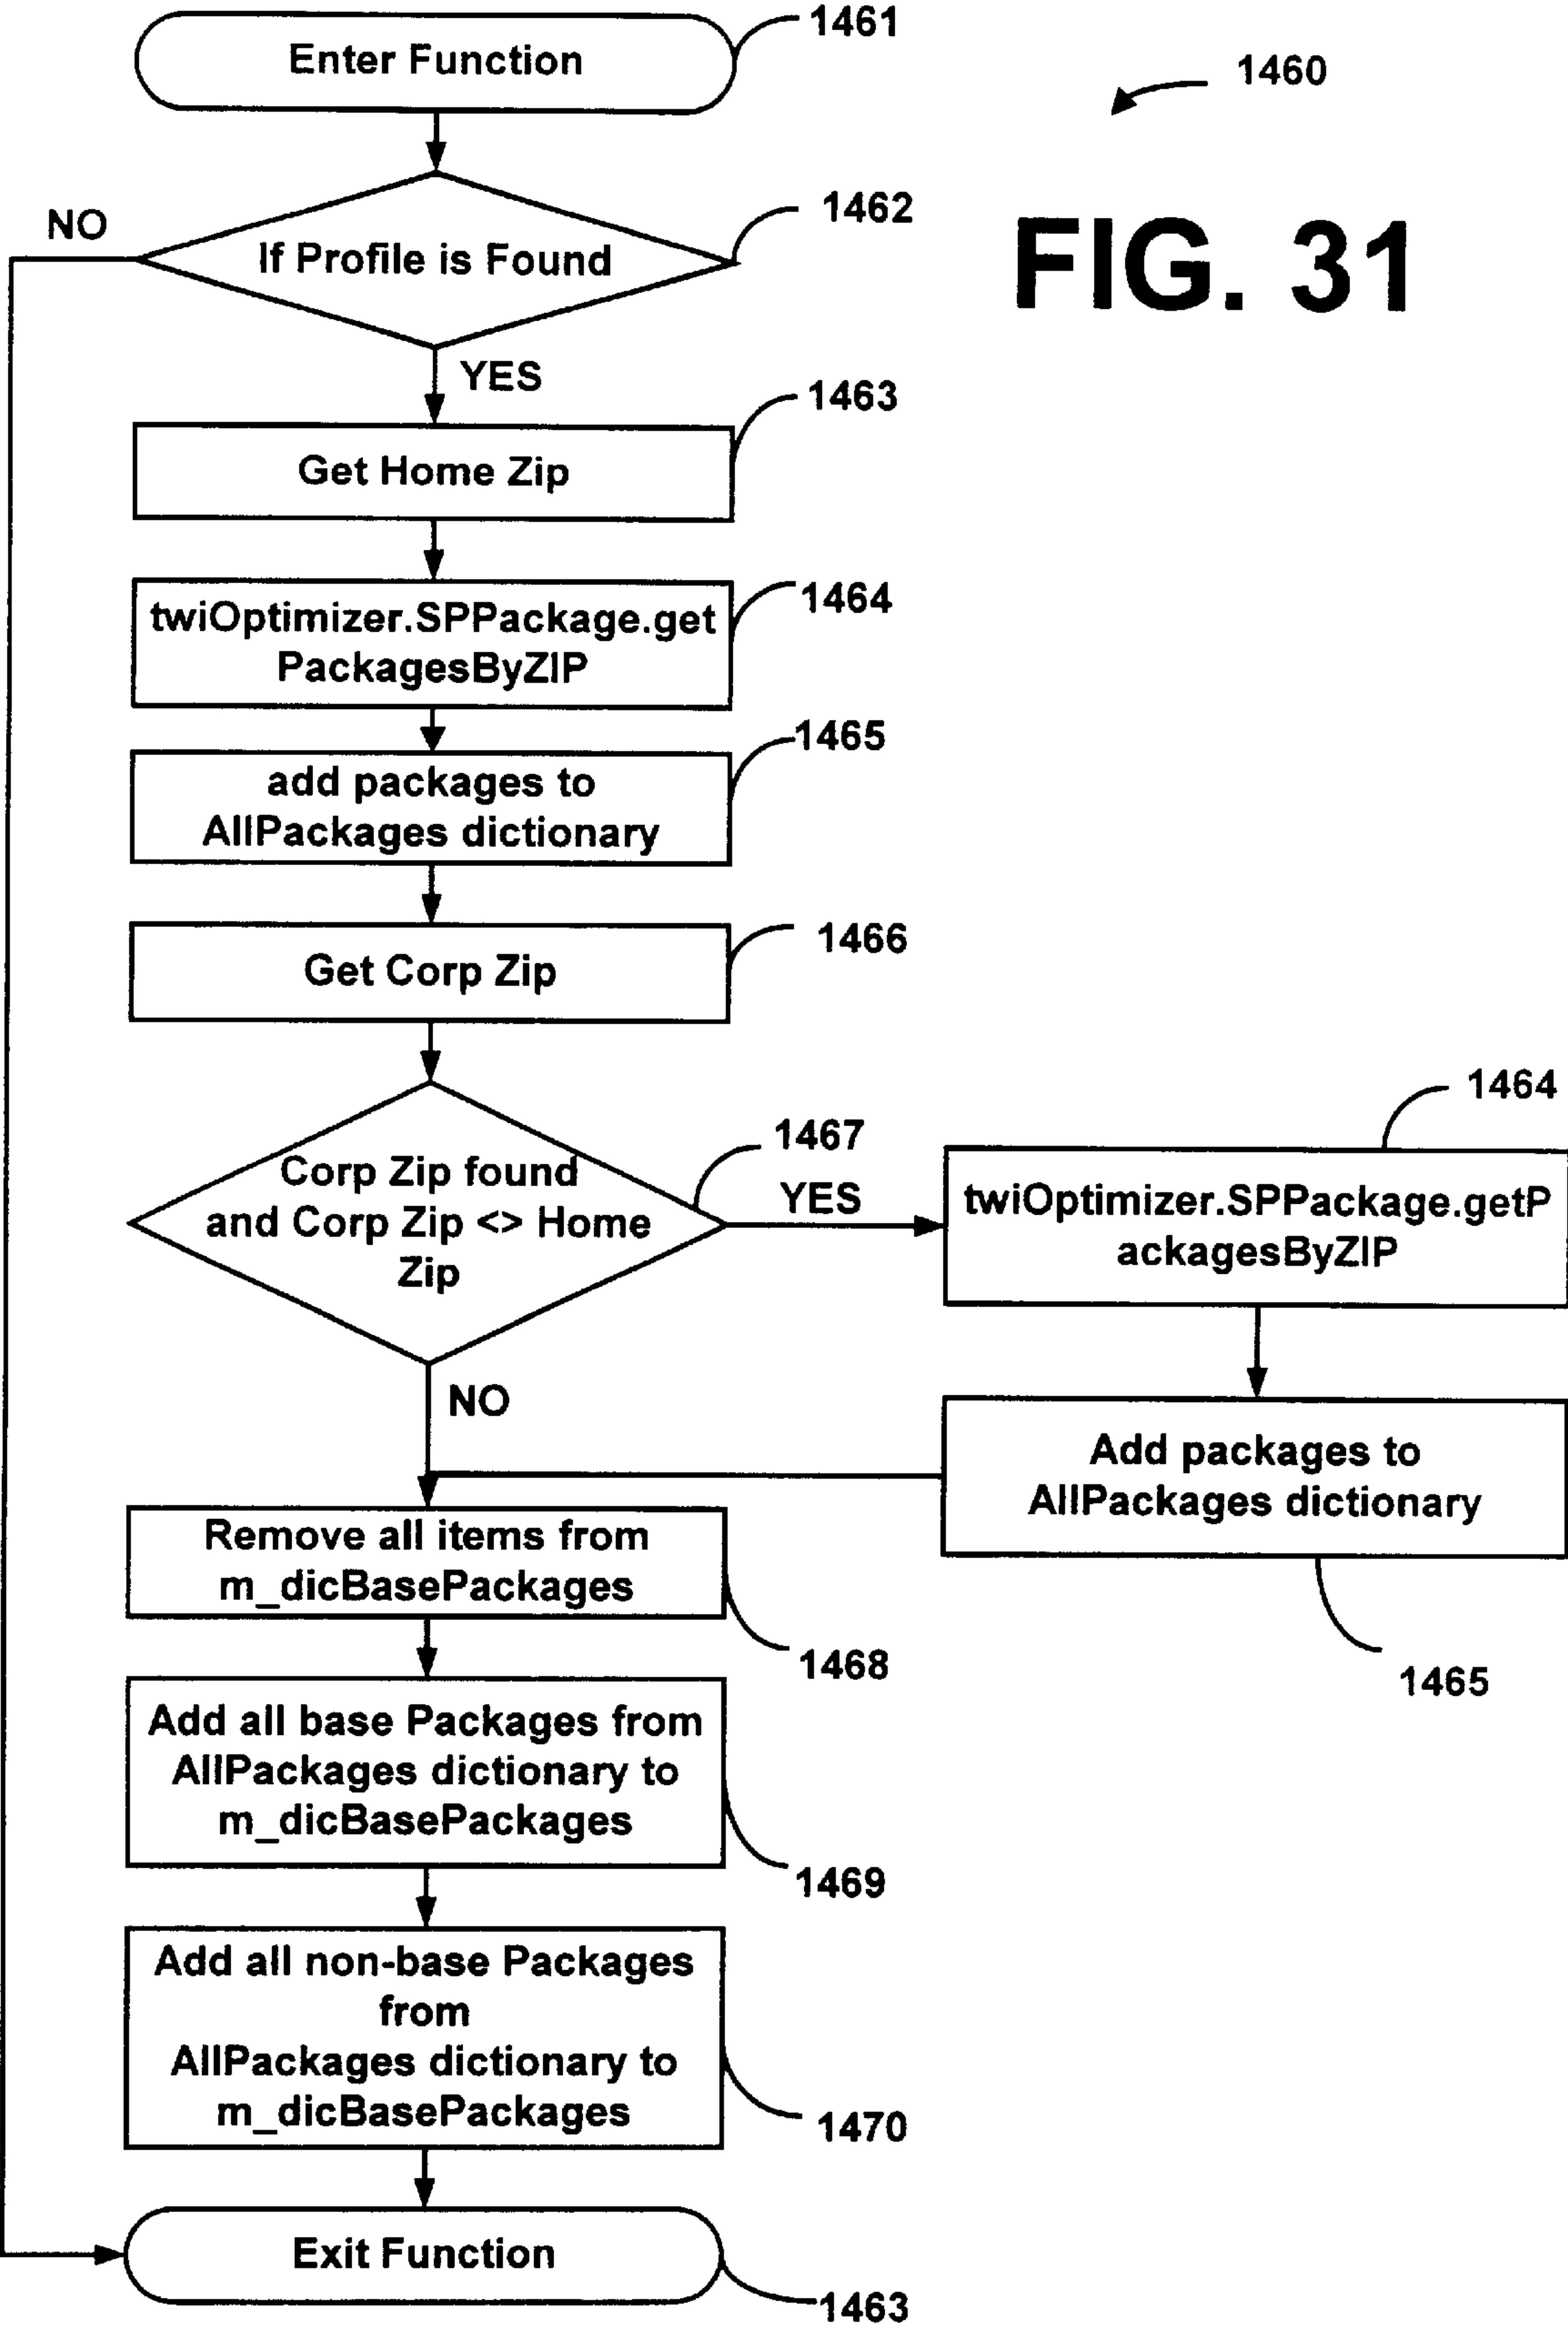 Enter Function
1461
1460
FIG. 31
NO
If Profile is Found
1462
YES
Get Home Zip
1463
twiOptimizer.SPPackage.get
PackagesByZIP
1464
add packages to
AllPackages dictionary
1465
Get Corp Zip
1466
Corp Zip found
and Corp Zip <> Home
Zip
1467
YES
twiOptimizer.SPPackage.getP
ackagesByZIP
1464
NO
Add packages to
AllPackages dictionary
1465
Remove all items from
m_dicBasePackages
1468
Add all base Packages from
AllPackages dictionary to
m_dicBasePackages
1469
Add all non-base Packages
from
AllPackages dictionary to
m_dicBasePackages
1470
Exit Function
1463